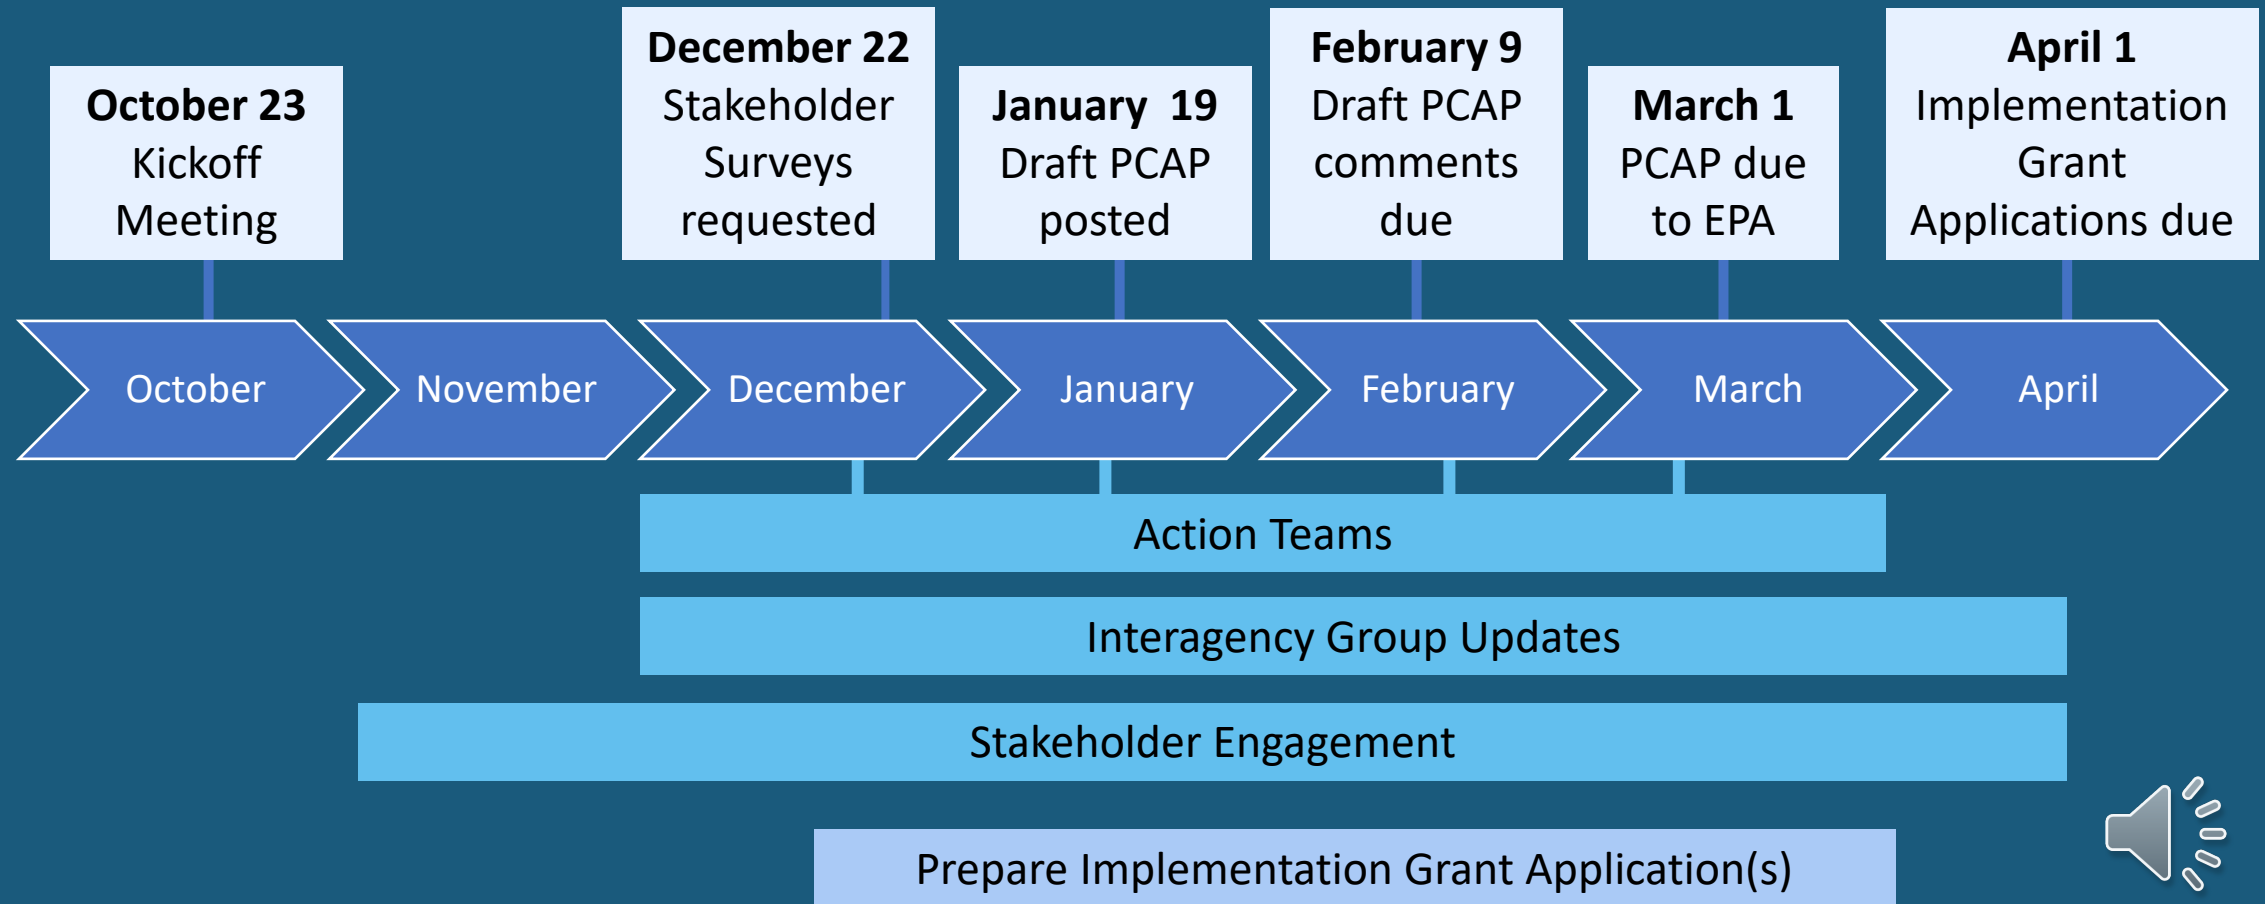 October 23
Kickoff
Meeting
December 22
Stakeholder
Surveys
requested
January  19
Draft PCAP
posted
February 9
Draft PCAP
comments
due
March 1
PCAP due
to EPA
April 1
Implementation
Grant
Applications due
October
November
December
January
February
March
April
Action Teams
Interagency Group Updates
Stakeholder Engagement
Prepare Implementation Grant Application(s)